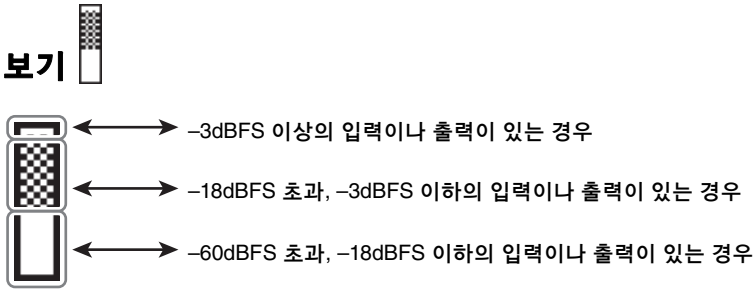 보기
–3dBFS 이상의 입력이나 출력이 있는 경우
–18dBFS 초과, –3dBFS 이하의 입력이나 출력이 있는 경우
–60dBFS 초과, –18dBFS 이하의 입력이나 출력이 있는 경우